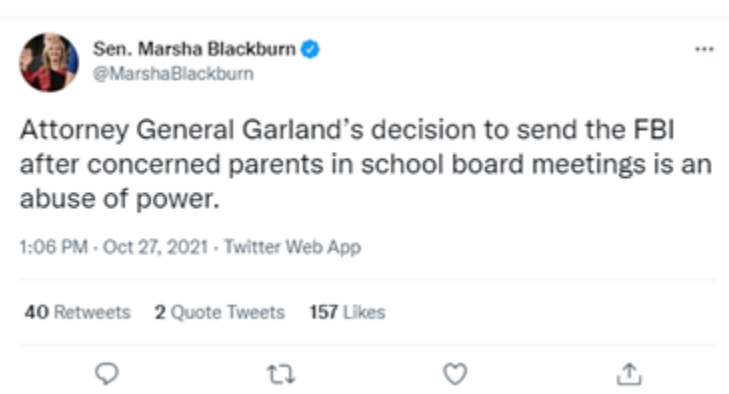 Sen. Marsha Blackburn
@MarshaBlackburn
Attorney General Garland's decision to send the FBI
after concerned parents in school board meetings is an
abuse of power.
1:06 PM · Oct 27, 2021 · Twitter Web App
40 Retweets 2 Quote Tweets 157 Likes